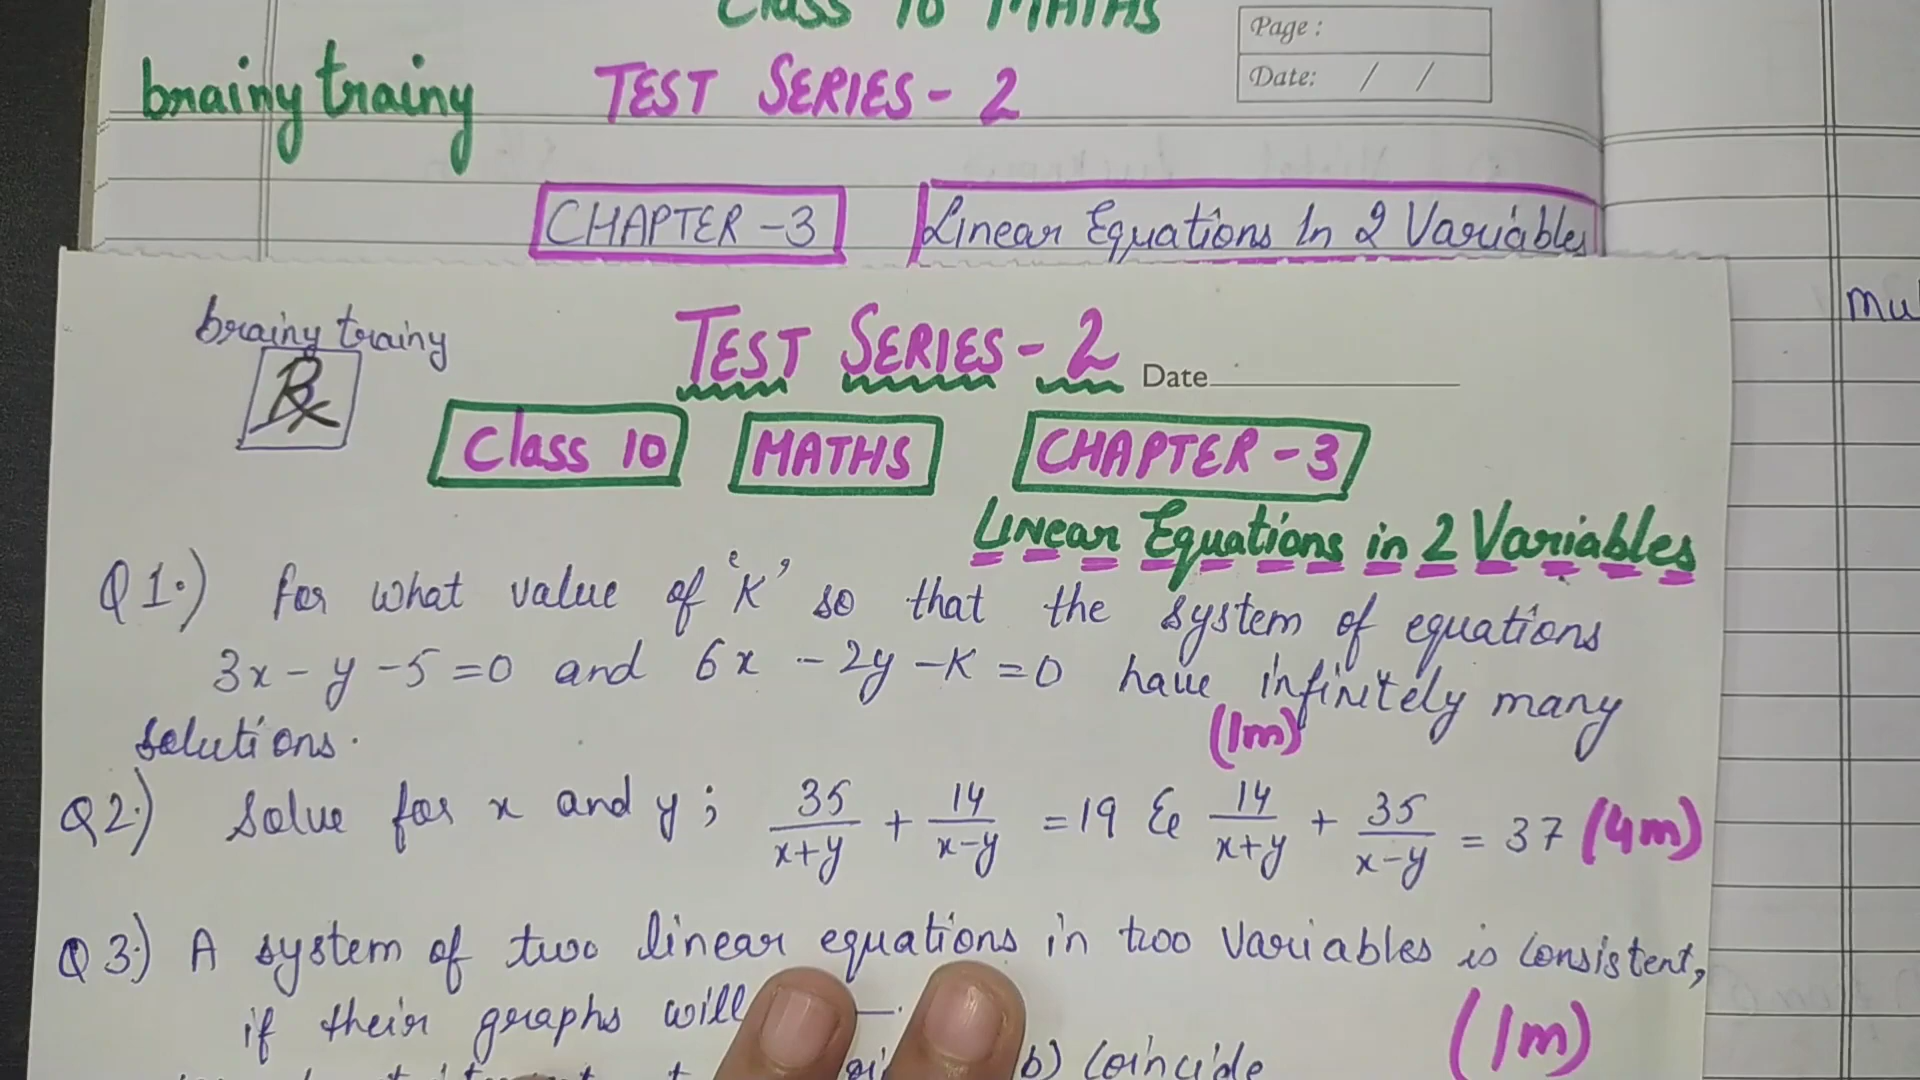 Class 10 MATHS
Page :
Date: / /
brainy trainy TEST SERIES - 2
CHAPTER - 3 Linear Equations In 2 Variables
mu
brainy trainy
TEST SERIES - 2 Date
Class 10 MATHS CHAPTER - 3
Linear Equations in 2 Variables
Q 1.) for what value of 'K' so that the system of equations
3x - y - 5 = 0 and 6x - 2y - K = 0 have infinitely many
solutions. (1m)
Q 2.) Solve for x and y ; 35/x+y + 14/x-y = 19 & 14/x+y + 35/x-y = 37 (4m)
Q 3.) A system of two linear equations in two variables is consistent,
if their graphs will —. (1m)
b) Coincide